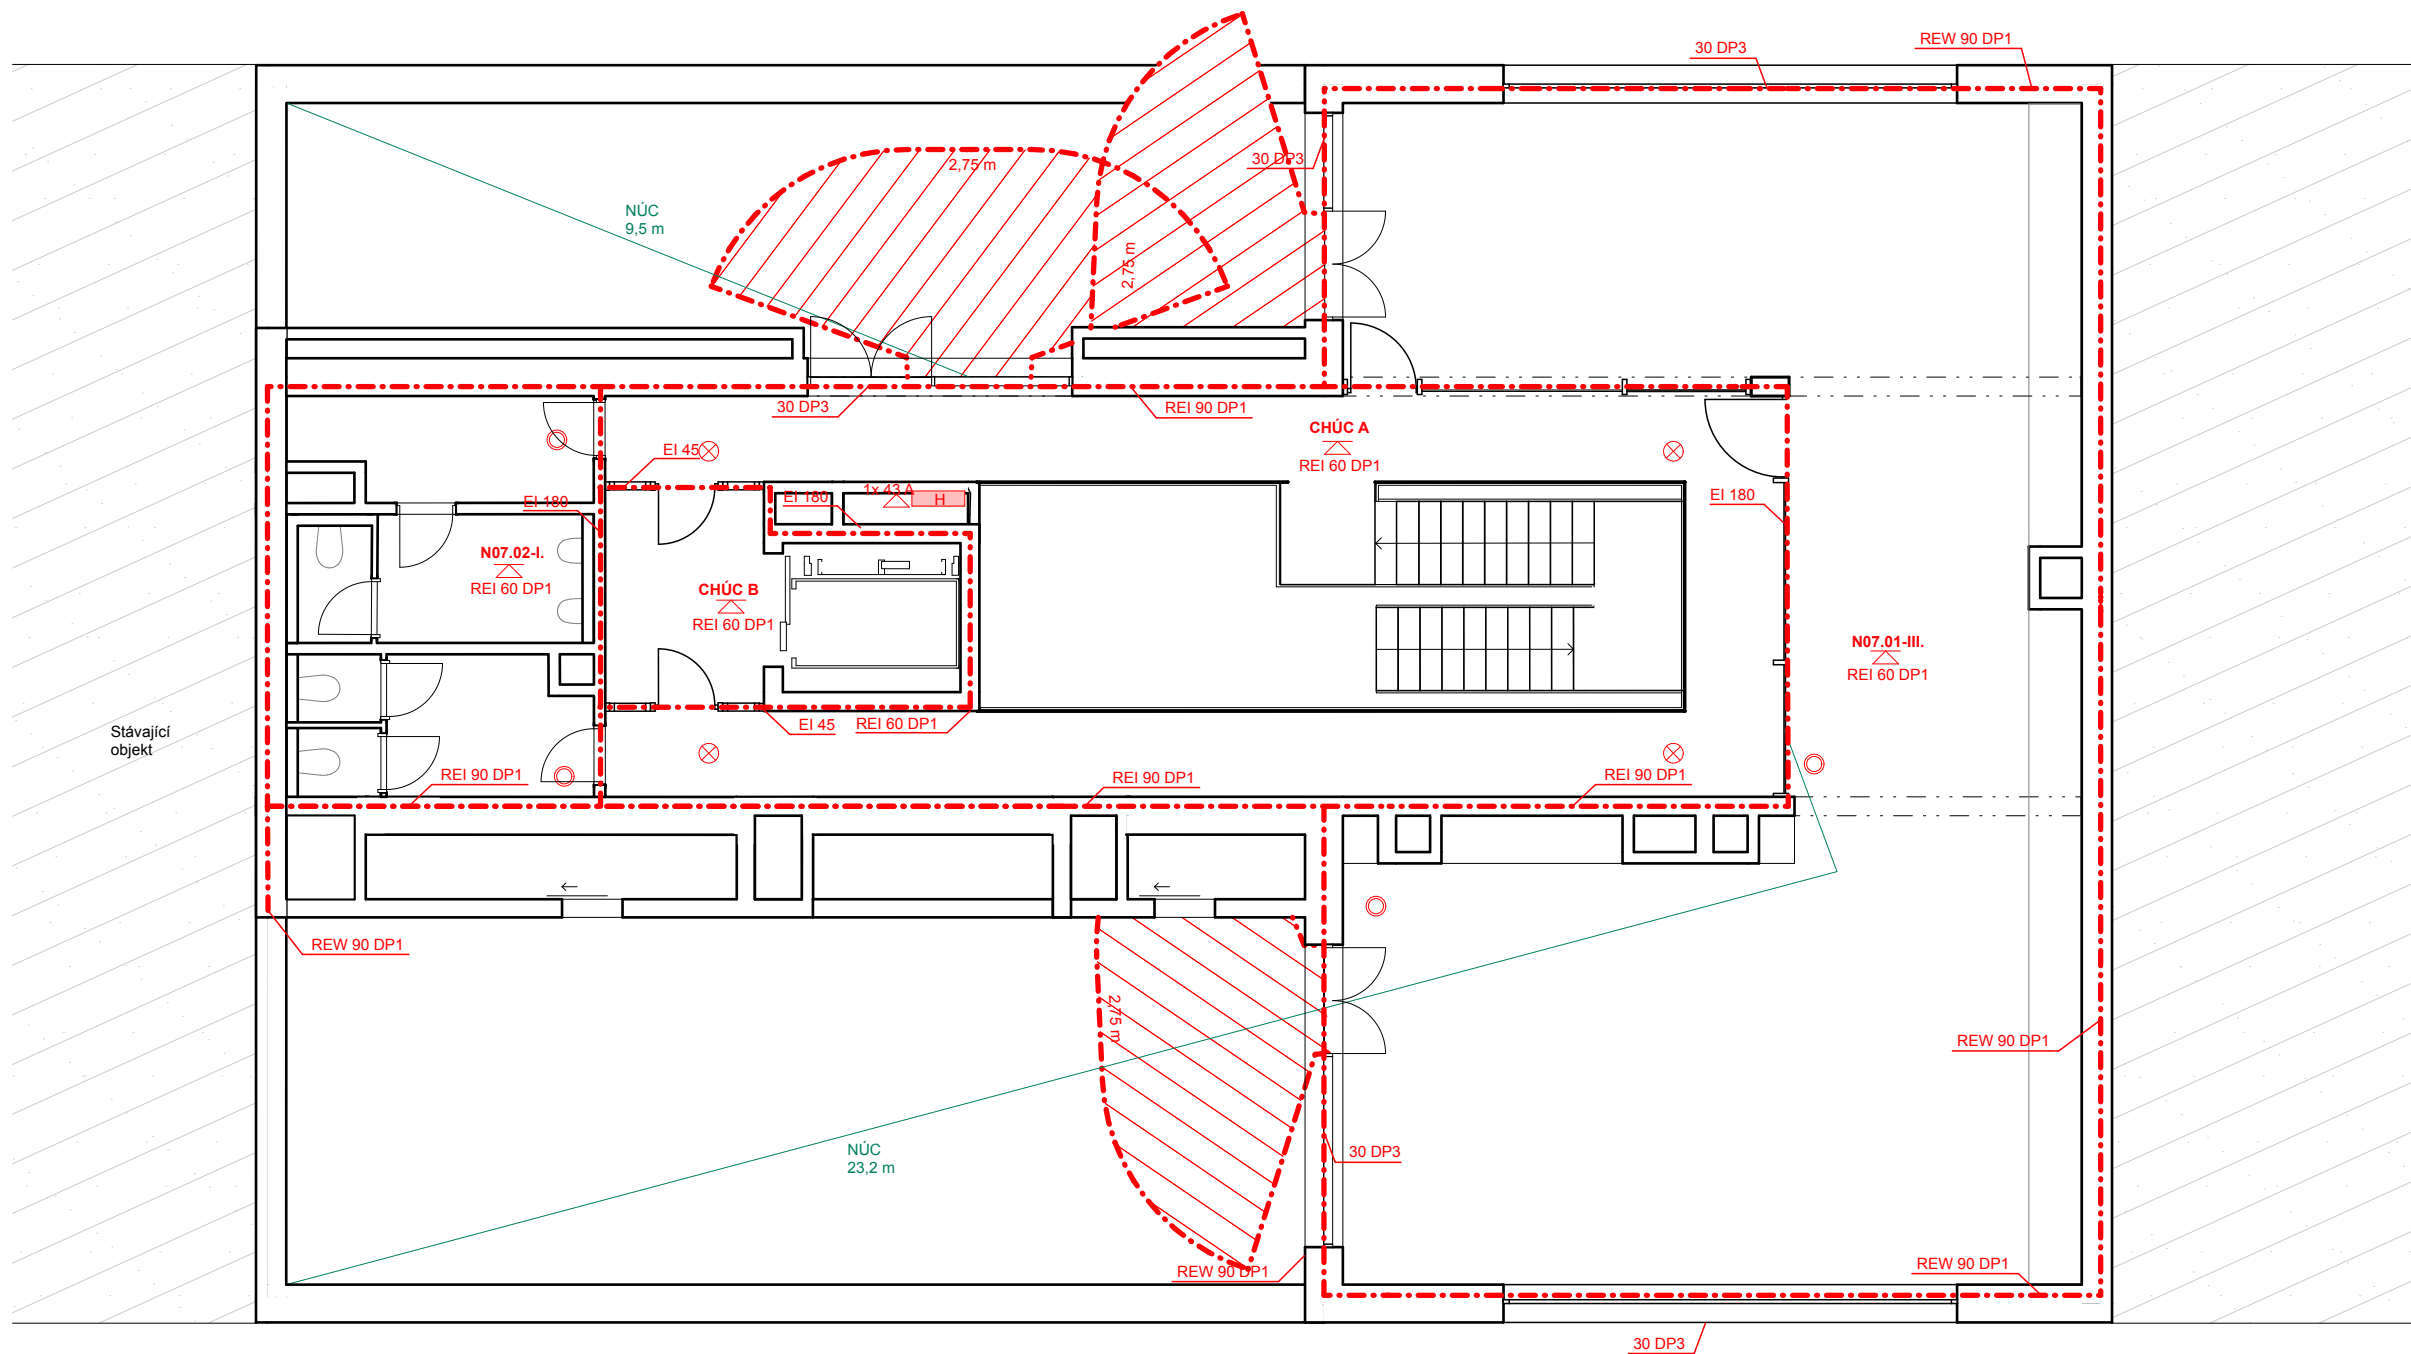 REW 90 DP1
30 DP3
30 DP3
2,75 m
NÚC
9,5 m
2,75 m
30 DP3
REI 90 DP1
CHÚC A
REI 60 DP1
EI 45
EI 180
EI 180
1x 43 A
H
EI 180
N07.02-I.
REI 60 DP1
CHÚC B
REI 60 DP1
N07.01-III.
REI 60 DP1
Stávající
objekt
EI 45
REI 60 DP1
REI 90 DP1
REI 90 DP1
REI 90 DP1
REW 90 DP1
2,75 m
REW 90 DP1
NÚC
23,2 m
30 DP3
REW 90 DP1
REW 90 DP1
30 DP3